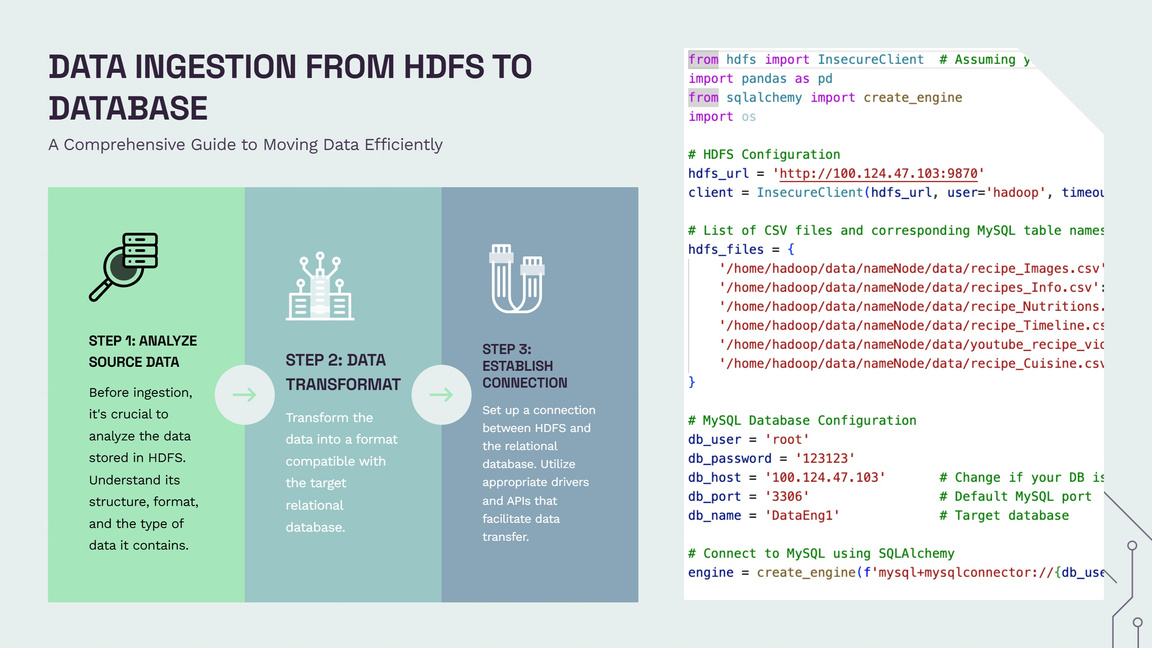 DATA INGESTION FROM HDFS TO
DATABASE
A Comprehensive Guide to Moving Data Efficiently
STEP 1: ANALYZE
SOURCE DATA
Before ingestion,
it's crucial to
analyze the data
stored in HDFS.
Understand its
structure, format,
and the type of
data it contains.
STEP 2: DATA
TRANSFORMAT
Transform the
data into a format
compatible with
the target
relational
database.
STEP 3:
ESTABLISH
CONNECTION
Set up a connection
between HDFS and
the relational
database. Utilize
appropriate drivers
and APIs that
facilitate data
transfer.
from hdfs import InsecureClient  # Assuming
import pandas as pd
from sqlalchemy import create_engine
import os
# HDFS Configuration
hdfs_url = 'http://100.124.47.103:9870'
client = InsecureClient(hdfs_url, user='hadoop', timeou
# List of CSV files and corresponding MySQL table names
hdfs_files = {
'/home/hadoop/data/nameNode/data/recipe_Images.csv'
'/home/hadoop/data/nameNode/data/recipes_Info.csv':
'/home/hadoop/data/nameNode/data/recipe_Nutritions.
'/home/hadoop/data/nameNode/data/recipe_Timeline.cs
'/home/hadoop/data/nameNode/data/youtube_recipe_vid
'/home/hadoop/data/nameNode/data/recipe_Cuisine.csv
}
# MySQL Database Configuration
db_user = 'root'
db_password = '123123'
db_host = '100.124.47.103'       # Change if your DB is
db_port = '3306'                 # Default MySQL port
db_name = 'DataEng1'             # Target database
# Connect to MySQL using SQLAlchemy
engine = create_engine(f'mysql+mysqlconnector://{db_use